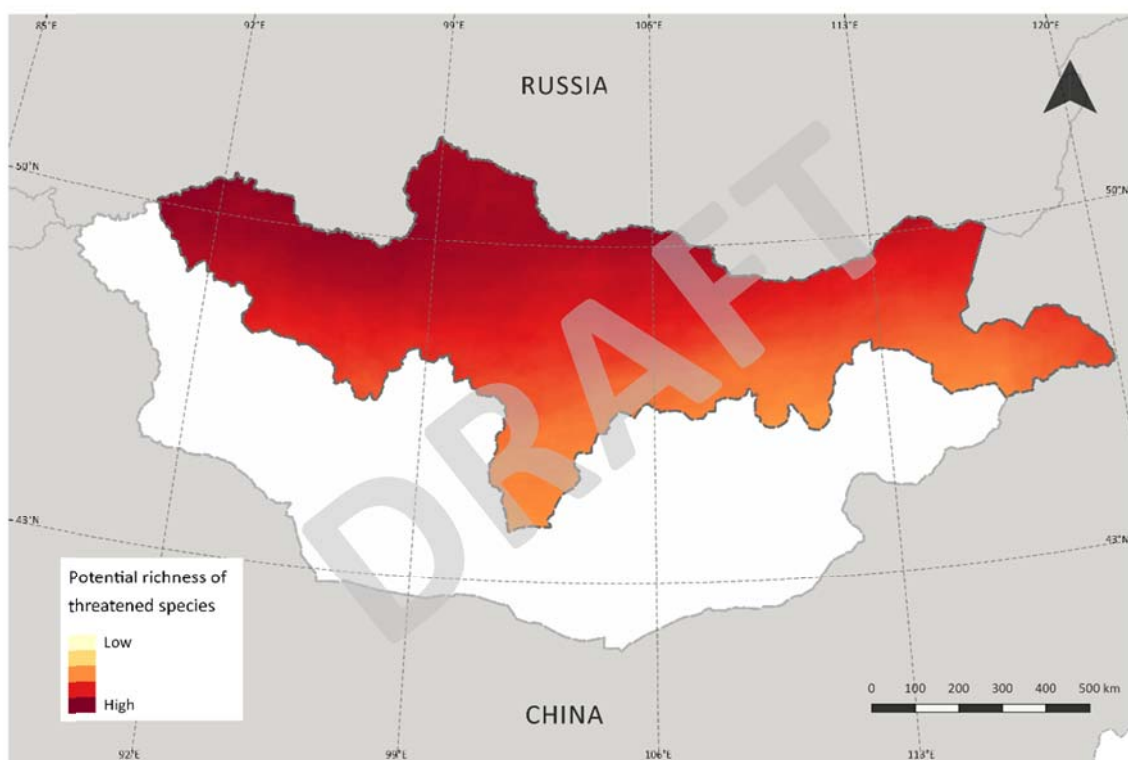 85°E
92°E
99°E
106°E
113°E
120°E
RUSSIA
50°N
50°N
DRAFT
43°N
43°N
Potential richness of
threatened species
Low
High
0 100 200 300 400 500 km
CHINA
92°E
99°E
106°E
113°E